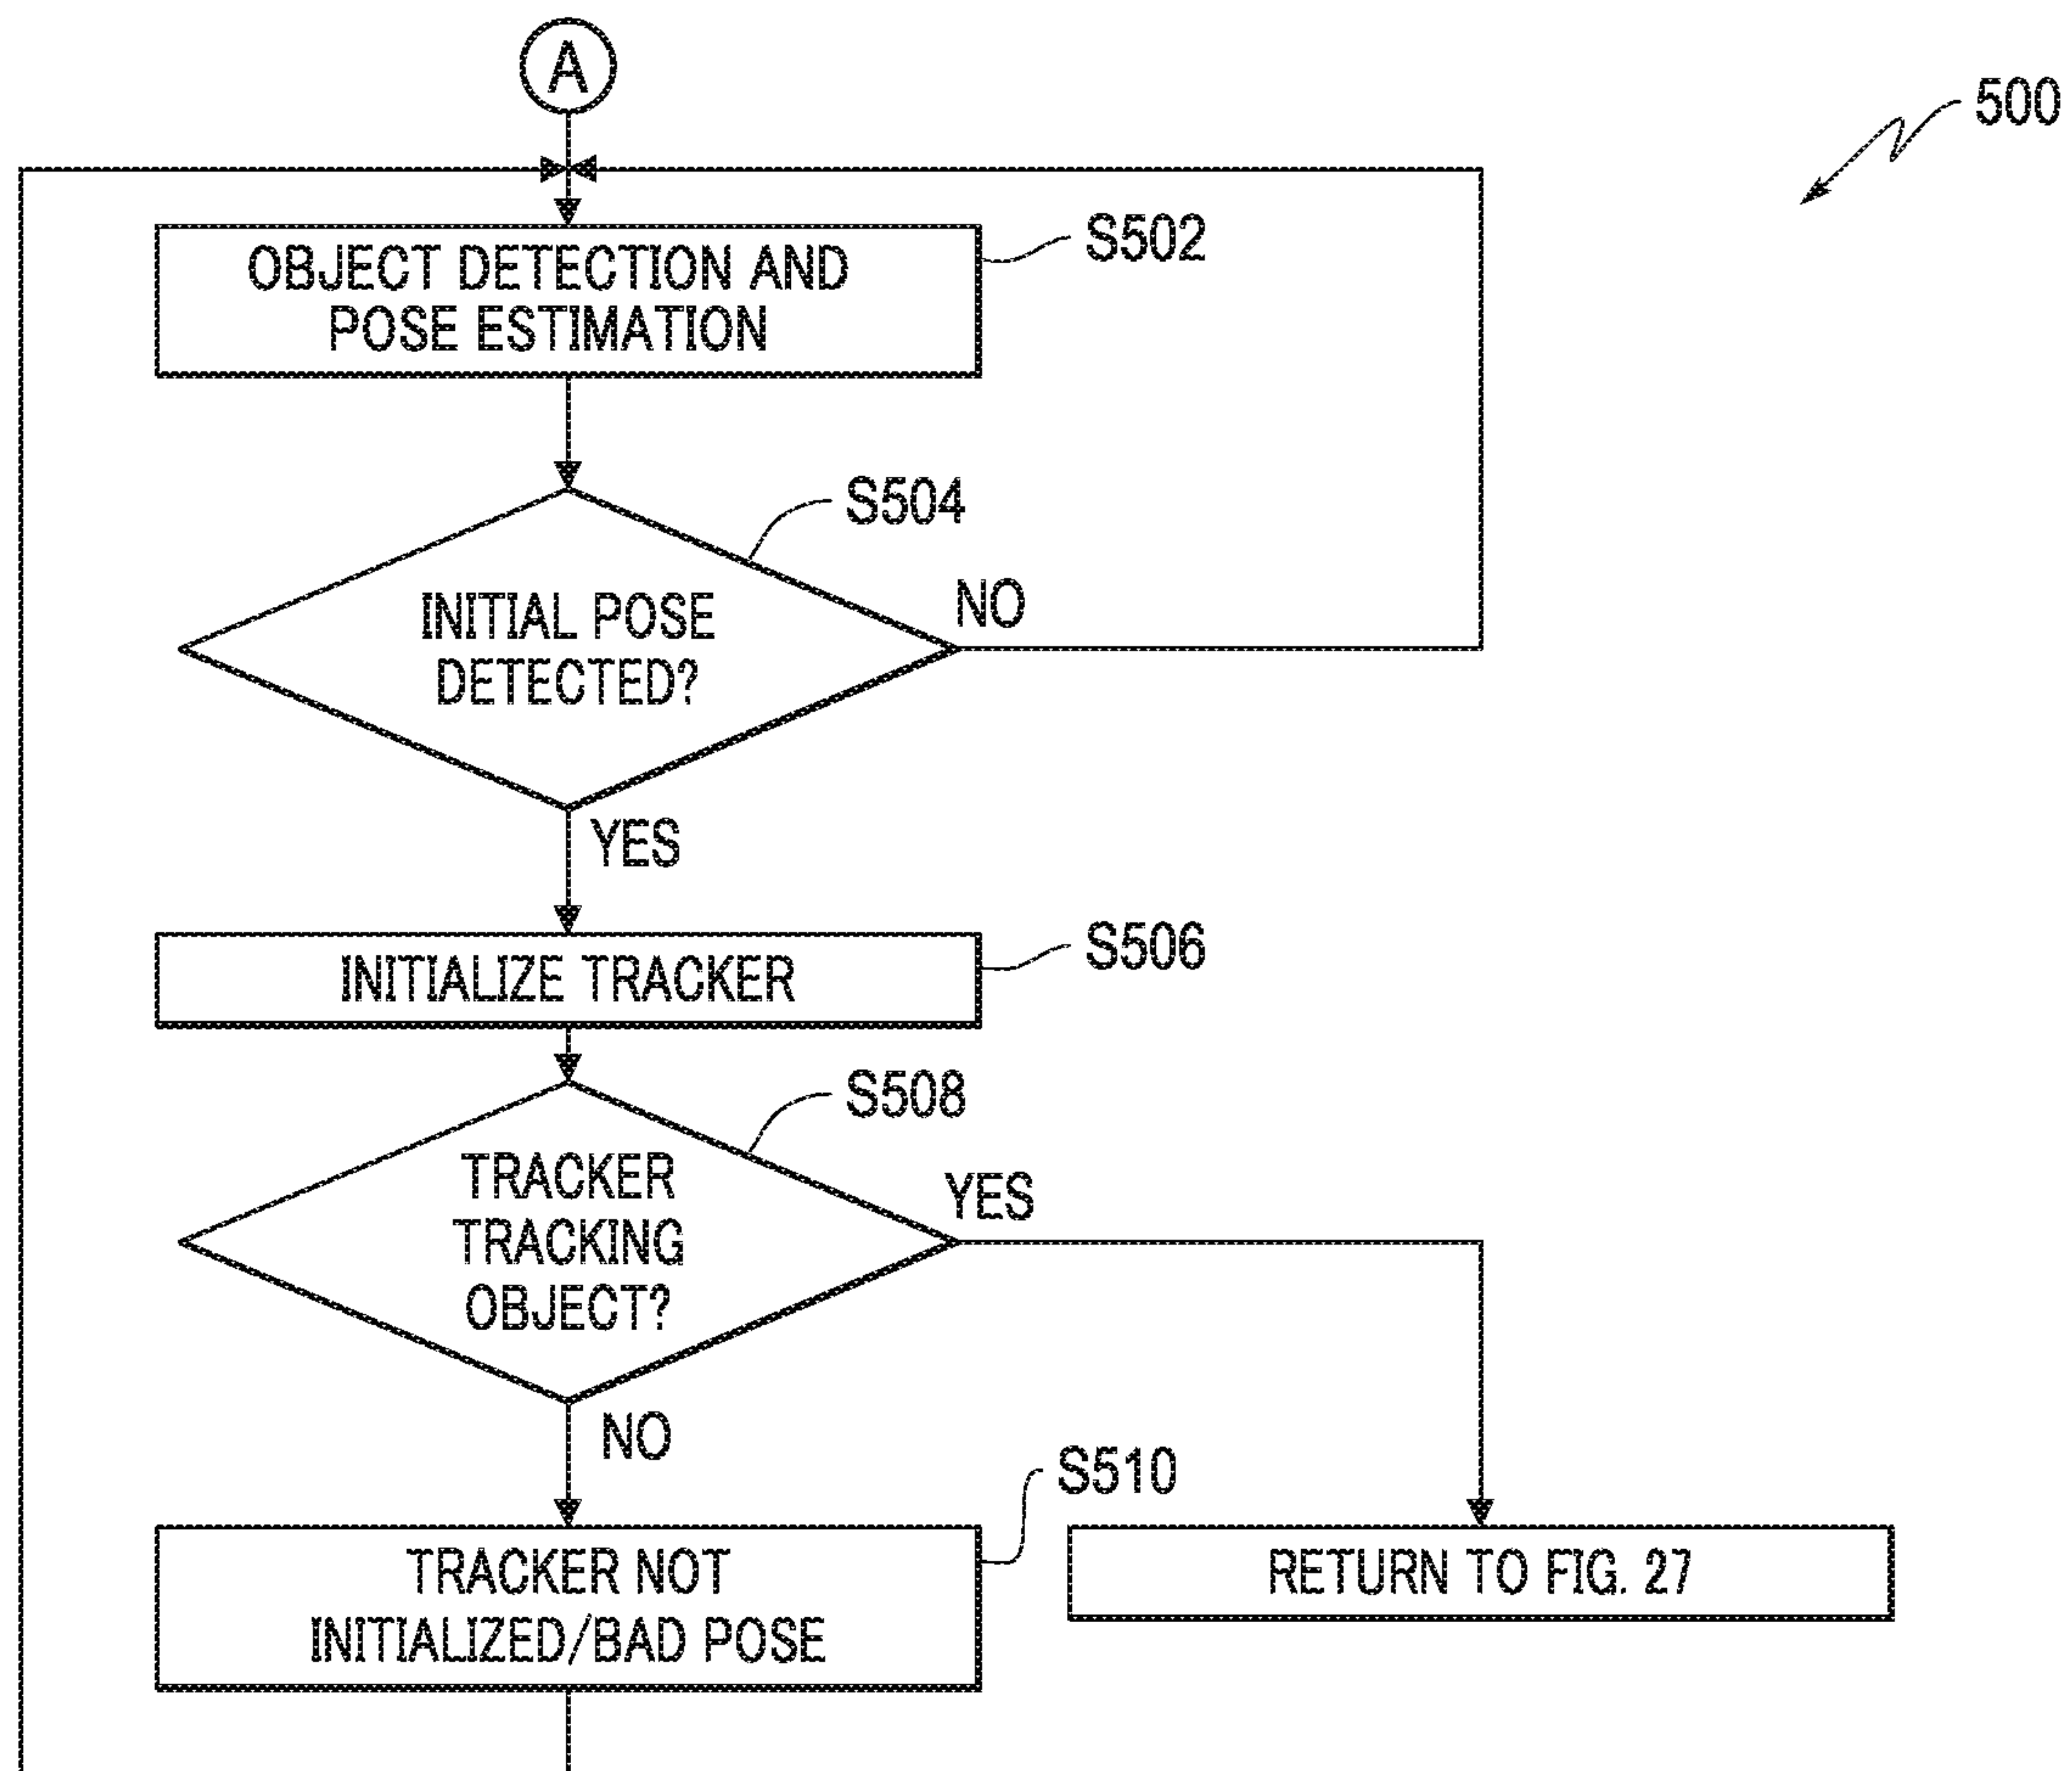 A
500
S502
OBJECT DETECTION AND
POSE ESTIMATION
S504
INITIAL POSE
DETECTED?
NO
YES
S506
INITIALIZE TRACKER
S508
TRACKER
TRACKING
OBJECT?
YES
NO
S510
TRACKER NOT
INITIALIZED/BAD POSE
RETURN TO FIG. 27